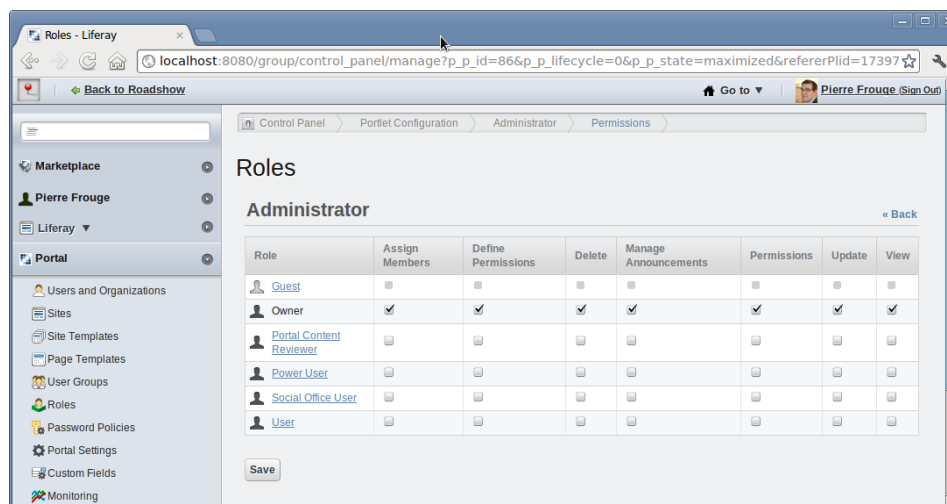 Roles - Liferay
localhost:8080/group/control_panel/manage?p_p_id=86&p_p_lifecycle=0&p_p_state=maximized&refererPlid=17397
Back to Roadshow
Go to ▼
Pierre Frouge (Sign Out)
Control Panel
Portlet Configuration
Administrator
Permissions
Marketplace
Pierre Frouge
Liferay ▼
Portal
Users and Organizations
Sites
Site Templates
Page Templates
User Groups
Roles
Password Policies
Portal Settings
Custom Fields
Monitoring
Roles
Administrator
« Back
Role Assign Members Define Permissions Delete Manage Announcements Permissions Update View
Guest
Owner
Portal Content
Reviewer
Power User
Social Office User
User
Save